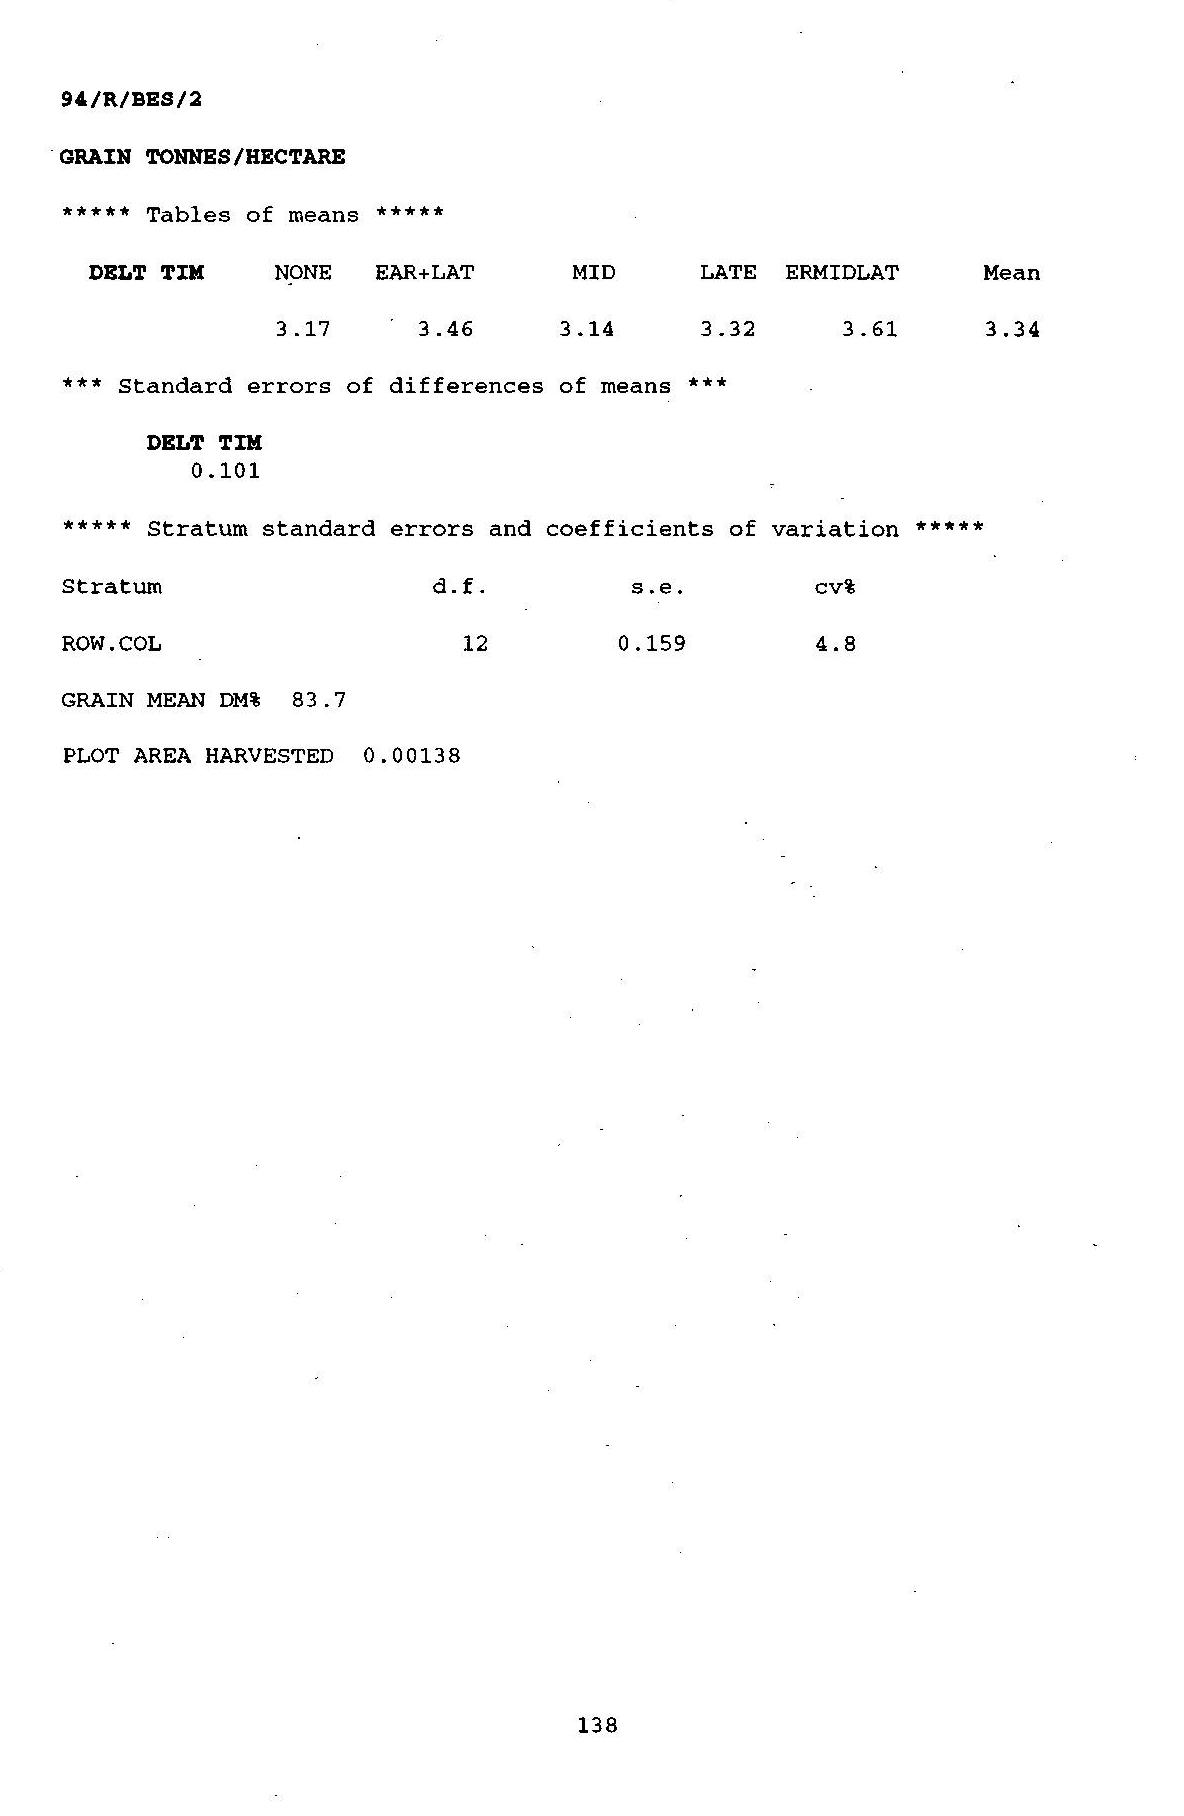 94/R/BES/2
GRAIN TONNES/HECTARE
***** Tables of means *****
DELT TIM NONE EAR+LAT MID LATE ERMIDLAT Mean
3.17 3.46 3.14 3.32 3.61 3.34
*** Standard errors of differences of means ***
DELT TIM
0.101
***** Stratum standard errors and coefficients of variation *****
Stratum d.f. s.e. cv%
ROW.COL 12 0.159 4.8
GRAIN MEAN DM% 83.7
PLOT AREA HARVESTED 0.00138
138